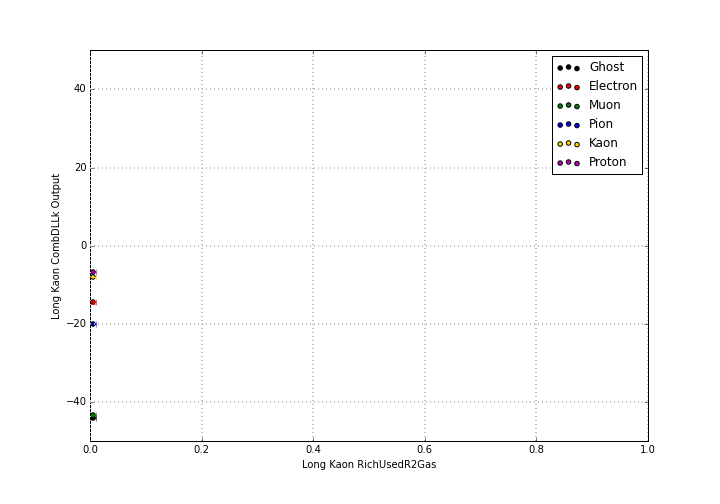 Ghost
Electron
Muon
Pion
Kaon
Proton
40
20
0
−20
−40
0.0 0.2 0.4 0.6 0.8 1.0
Long Kaon CombDLLk Output
Long Kaon RichUsedR2Gas